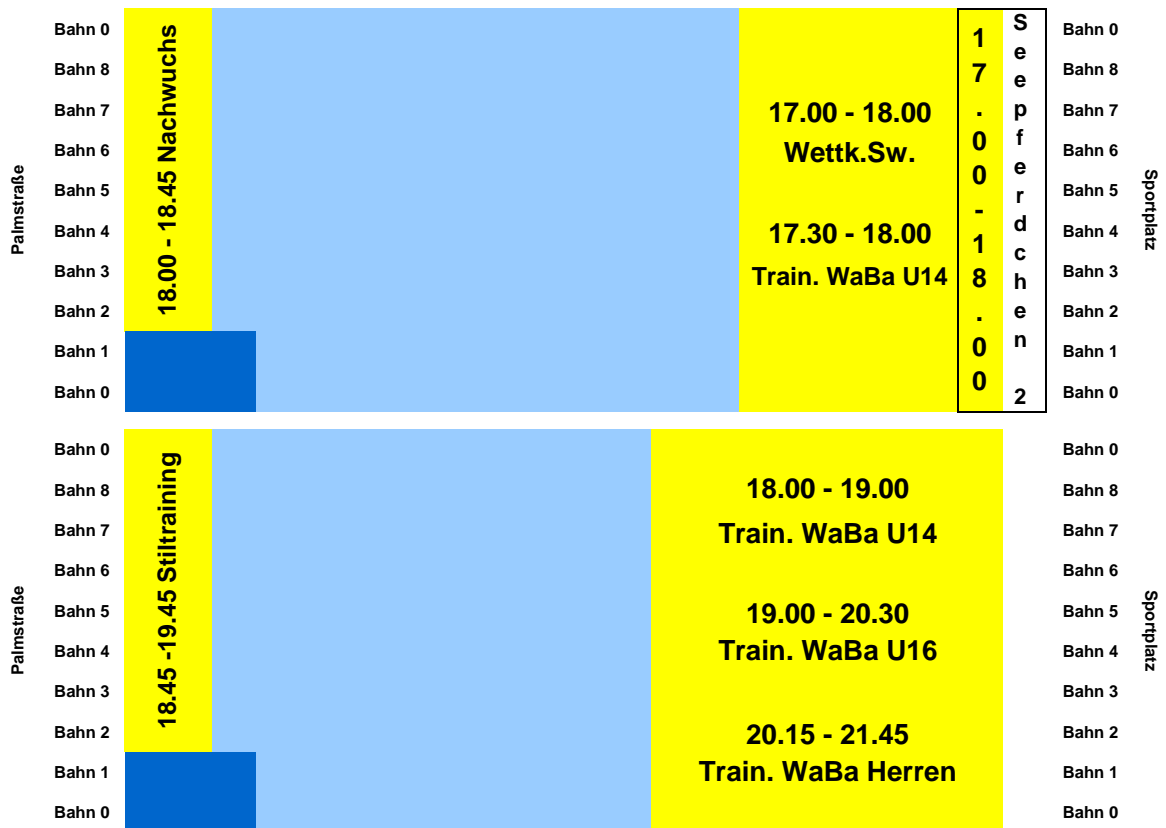 Palmstraße
Bahn 0
Bahn 8
Bahn 7
Bahn 6
Bahn 5
Bahn 4
Bahn 3
Bahn 2
Bahn 1
Bahn 0
18.00 - 18.45 Nachwuchs
17.00 - 18.00
Wettk.Sw.
17.30 - 18.00
Train. WaBa U14
17.00-18.00
Seepferdchen 2
Bahn 0
Bahn 8
Bahn 7
Bahn 6
Bahn 5
Bahn 4
Bahn 3
Bahn 2
Bahn 1
Bahn 0
Sportplatz
Palmstraße
Bahn 0
Bahn 8
Bahn 7
Bahn 6
Bahn 5
Bahn 4
Bahn 3
Bahn 2
Bahn 1
Bahn 0
18.45 -19.45 Stiltraining
18.00 - 19.00
Train. WaBa U14
19.00 - 20.30
Train. WaBa U16
20.15 - 21.45
Train. WaBa Herren
Bahn 0
Bahn 8
Bahn 7
Bahn 6
Bahn 5
Bahn 4
Bahn 3
Bahn 2
Bahn 1
Bahn 0
Sportplatz